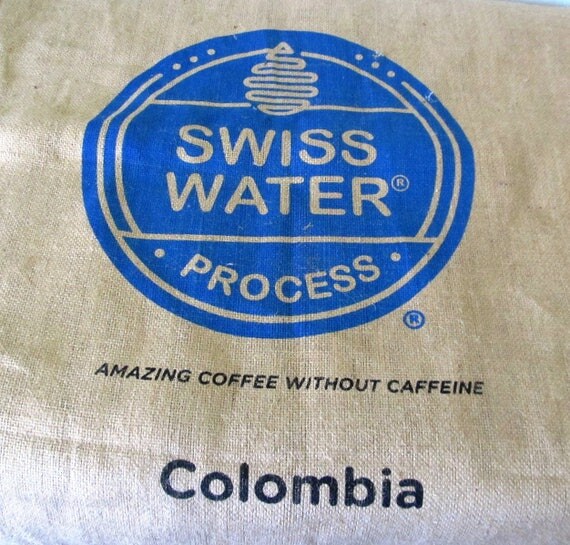 SWISS
WATER®
· PROCESS ·
®
AMAZING COFFEE WITHOUT CAFFEINE
Colombia